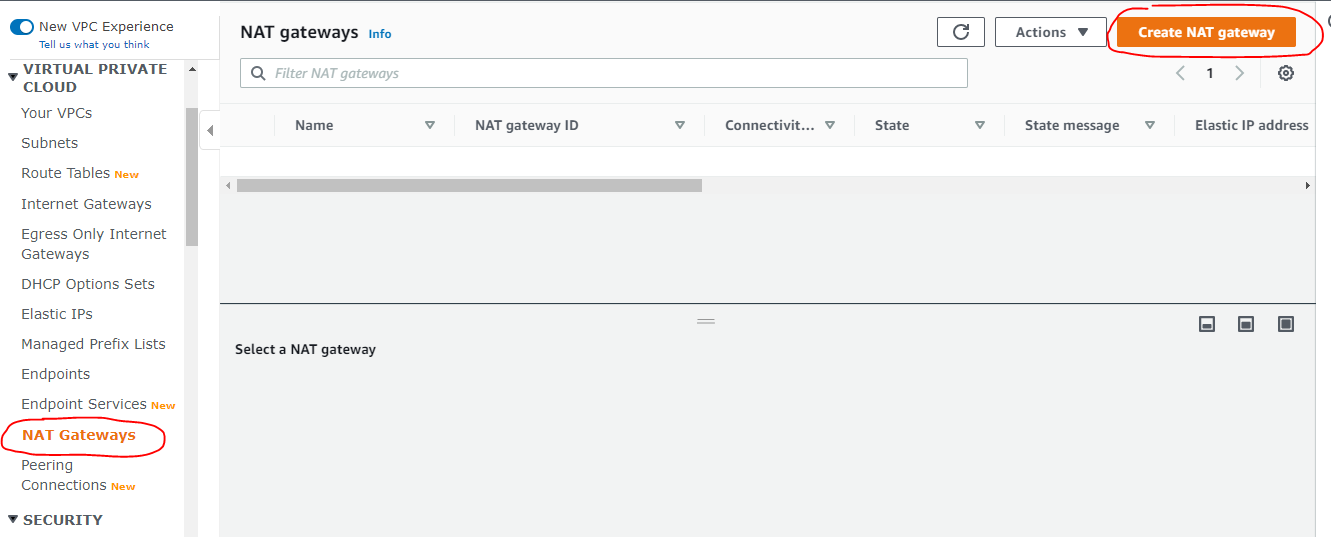 New VPC Experience
Tell us what you think
VIRTUAL PRIVATE
CLOUD
Your VPCs
Subnets
Route Tables New
Internet Gateways
Egress Only Internet
Gateways
DHCP Options Sets
Elastic IPs
Managed Prefix Lists
Endpoints
Endpoint Services New
NAT Gateways
Peering
Connections New
SECURITY
NAT gateways Info
Actions
Create NAT gateway
Filter NAT gateways
1
Name
NAT gateway ID
Connectivit...
State
State message
Elastic IP address
Select a NAT gateway